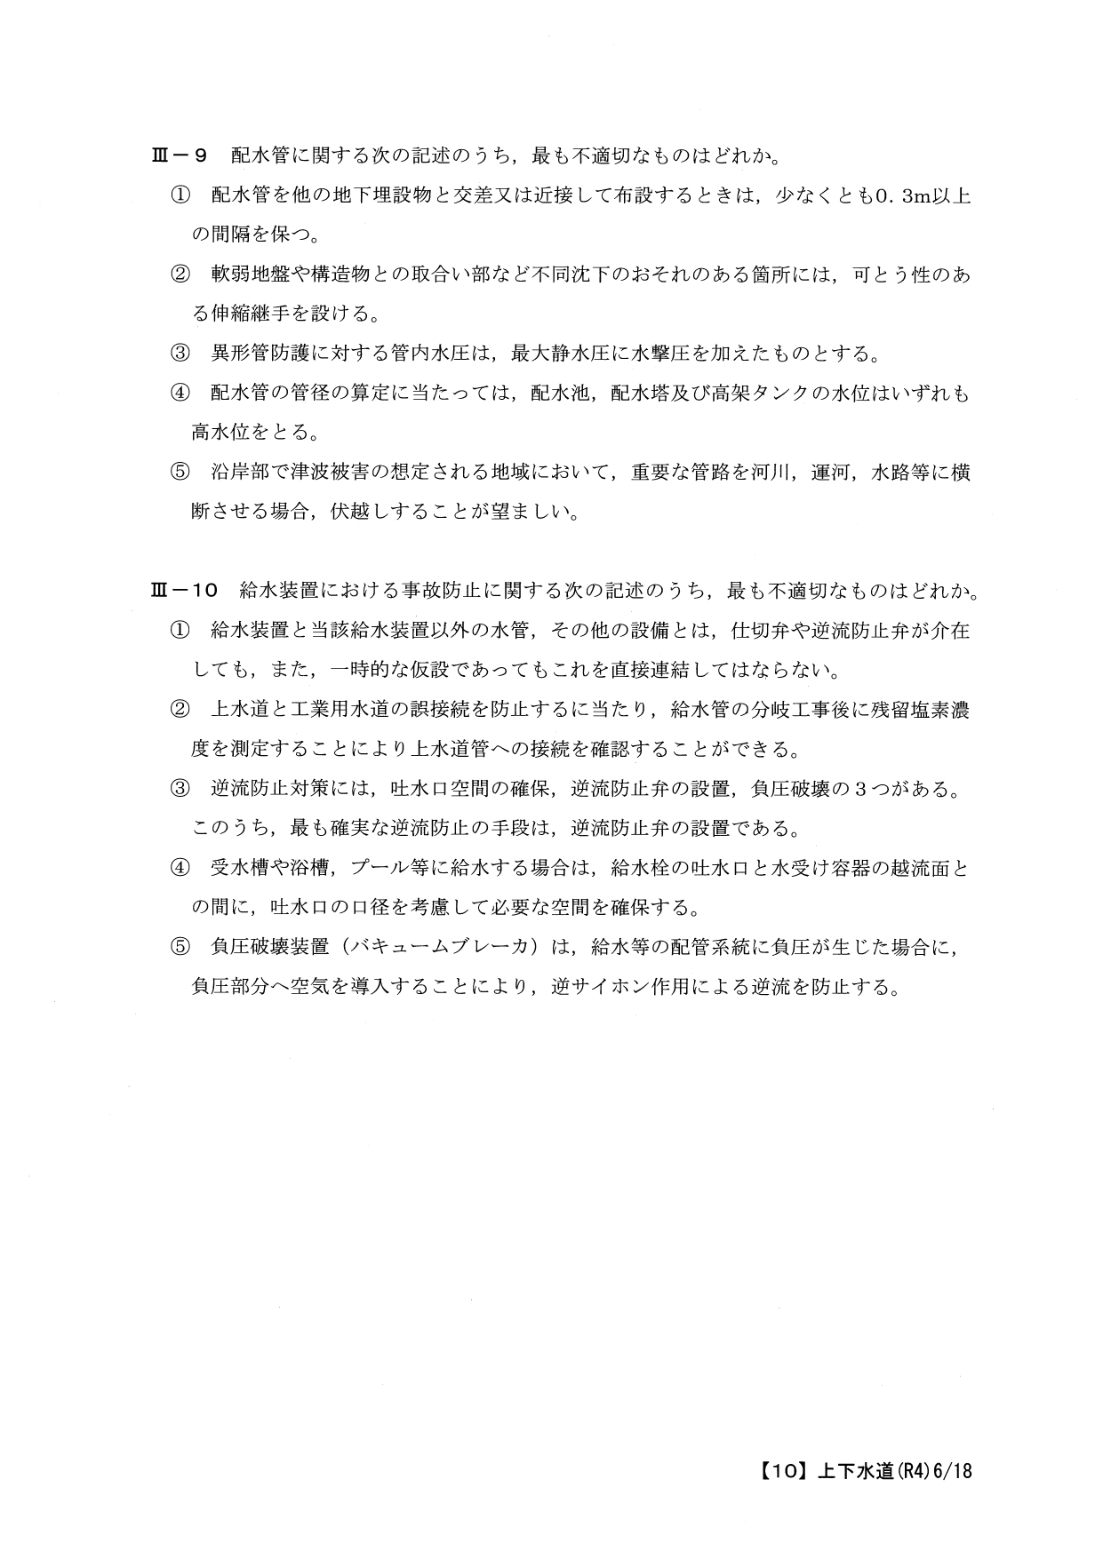 Ⅲ－９　配水管に関する次の記述のうち，最も不適切なものはどれか。
①　配水管を他の地下埋設物と交差又は近接して布設するときは，少なくとも0.3m以上
の間隔を保つ。
②　軟弱地盤や構造物との取合い部など不同沈下のおそれのある箇所には，可とう性のあ
る伸縮継手を設ける。
③　異形管防護に対する管内水圧は，最大静水圧に水撃圧を加えたものとする。
④　配水管の管径の算定に当たっては，配水池，配水塔及び高架タンクの水位はいずれも
高水位をとる。
⑤　沿岸部で津波被害の想定される地域において，重要な管路を河川，運河，水路等に横
断させる場合，伏越しすることが望ましい。
Ⅲ－10　給水装置における事故防止に関する次の記述のうち，最も不適切なものはどれか。
①　給水装置と当該給水装置以外の水管，その他の設備とは，仕切弁や逆流防止弁が介在
しても，また，一時的な仮設であってもこれを直接連結してはならない。
②　上水道と工業用水道の誤接続を防止するに当たり，給水管の分岐工事後に残留塩素濃
度を測定することにより上水道管への接続を確認することができる。
③　逆流防止対策には，吐水口空間の確保，逆流防止弁の設置，負圧破壊の３つがある。
このうち，最も確実な逆流防止の手段は，逆流防止弁の設置である。
④　受水槽や浴槽，プール等に給水する場合は，給水栓の吐水口と水受け容器の越流面と
の間に，吐水口の口径を考慮して必要な空間を確保する。
⑤　負圧破壊装置（バキュームブレーカ）は，給水等の配管系統に負圧が生じた場合に，
負圧部分へ空気を導入することにより，逆サイホン作用による逆流を防止する。
【10】上下水道(R4)6/18